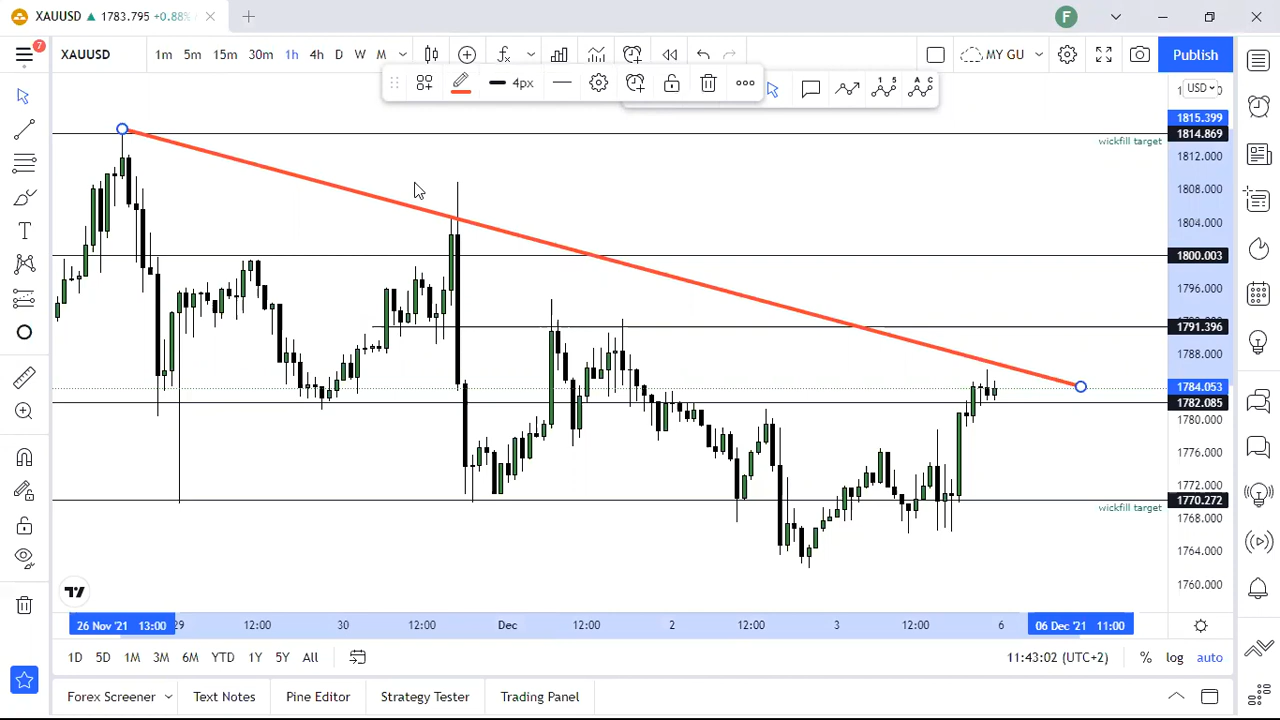 XAUUSD ▲ 1783.795 +0.88%
F
7
XAUUSD 1m 5m 15m 30m 1h 4h D W M
MY GU
Publish
4px
1 5
A C
USD
1815.399
1814.869
wickfill target
1812.000
1808.000
1804.000
1800.003
1796.000
1791.396
1788.000
1784.053
1782.085
1780.000
1776.000
1772.000
1770.272
wickfill target
1768.000
1764.000
1760.000
26 Nov '21 13:00 29 12:00 30 12:00 Dec 12:00 2 12:00 3 12:00 6 06 Dec '21 11:00
1D 5D 1M 3M 6M YTD 1Y 5Y All 11:43:02 (UTC+2) % log auto
Forex Screener Text Notes Pine Editor Strategy Tester Trading Panel